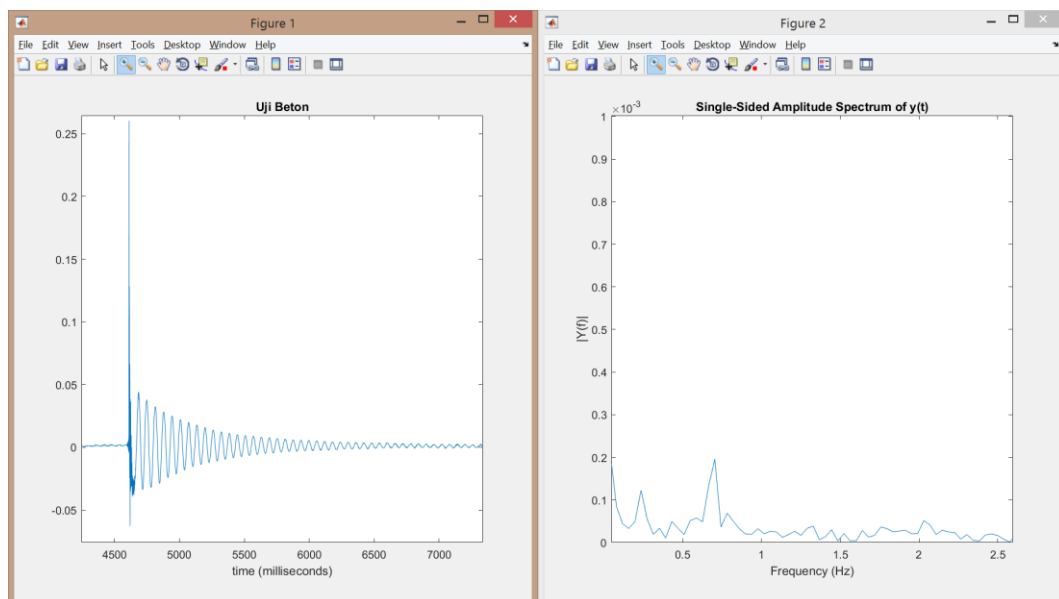 Figure 1
File Edit View Insert Tools Desktop Window Help
Uji Beton
0.25
0.2
0.15
0.1
0.05
0
-0.05
4500 5000 5500 6000 6500 7000
time (milliseconds)
Figure 2
File Edit View Insert Tools Desktop Window Help
×10-3
Single-Sided Amplitude Spectrum of y(t)
1
0.9
0.8
0.7
0.6
0.5
0.4
0.3
0.2
0.1
0
|Y(f)|
0.5 1 1.5 2 2.5
Frequency (Hz)